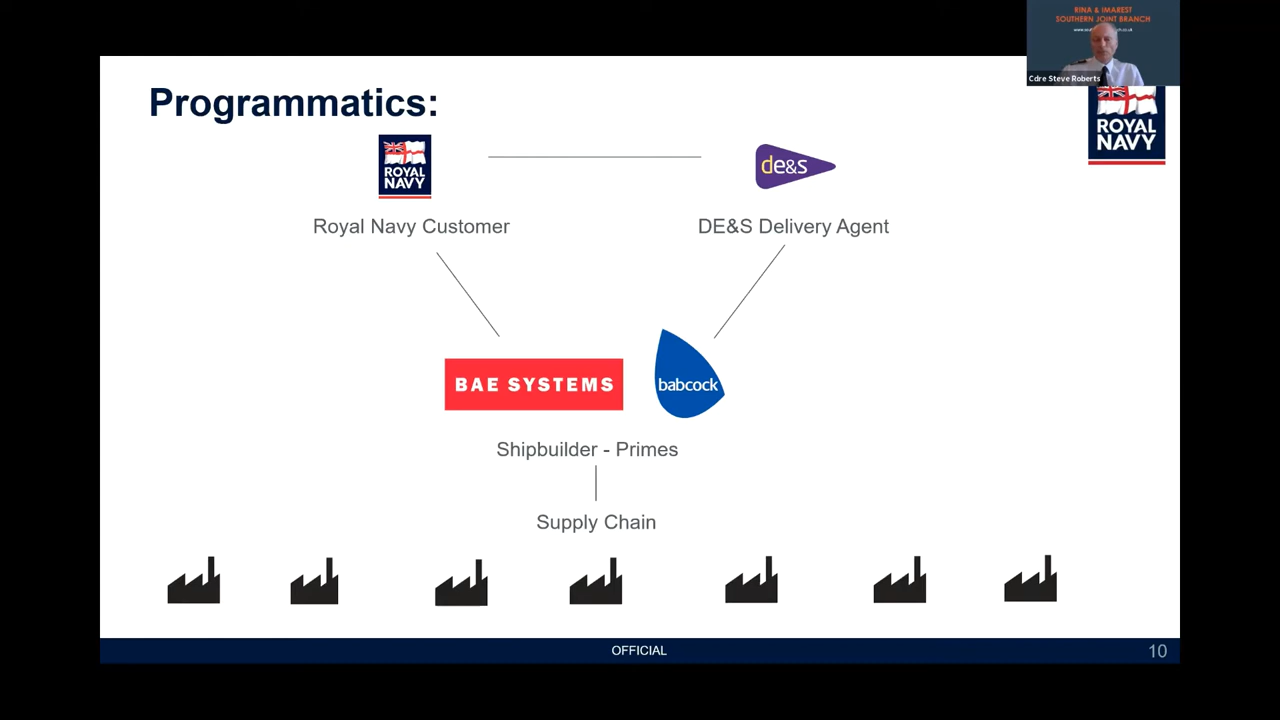 RINA & IMAREST
SOUTHERN JOINT BRANCH
Cdre Steve Roberts
Programmatics:
ROYAL
NAVY
ROYAL
NAVY
de&s
Royal Navy Customer
DE&S Delivery Agent
BAE SYSTEMS
babcock
Shipbuilder - Primes
Supply Chain
OFFICIAL
10